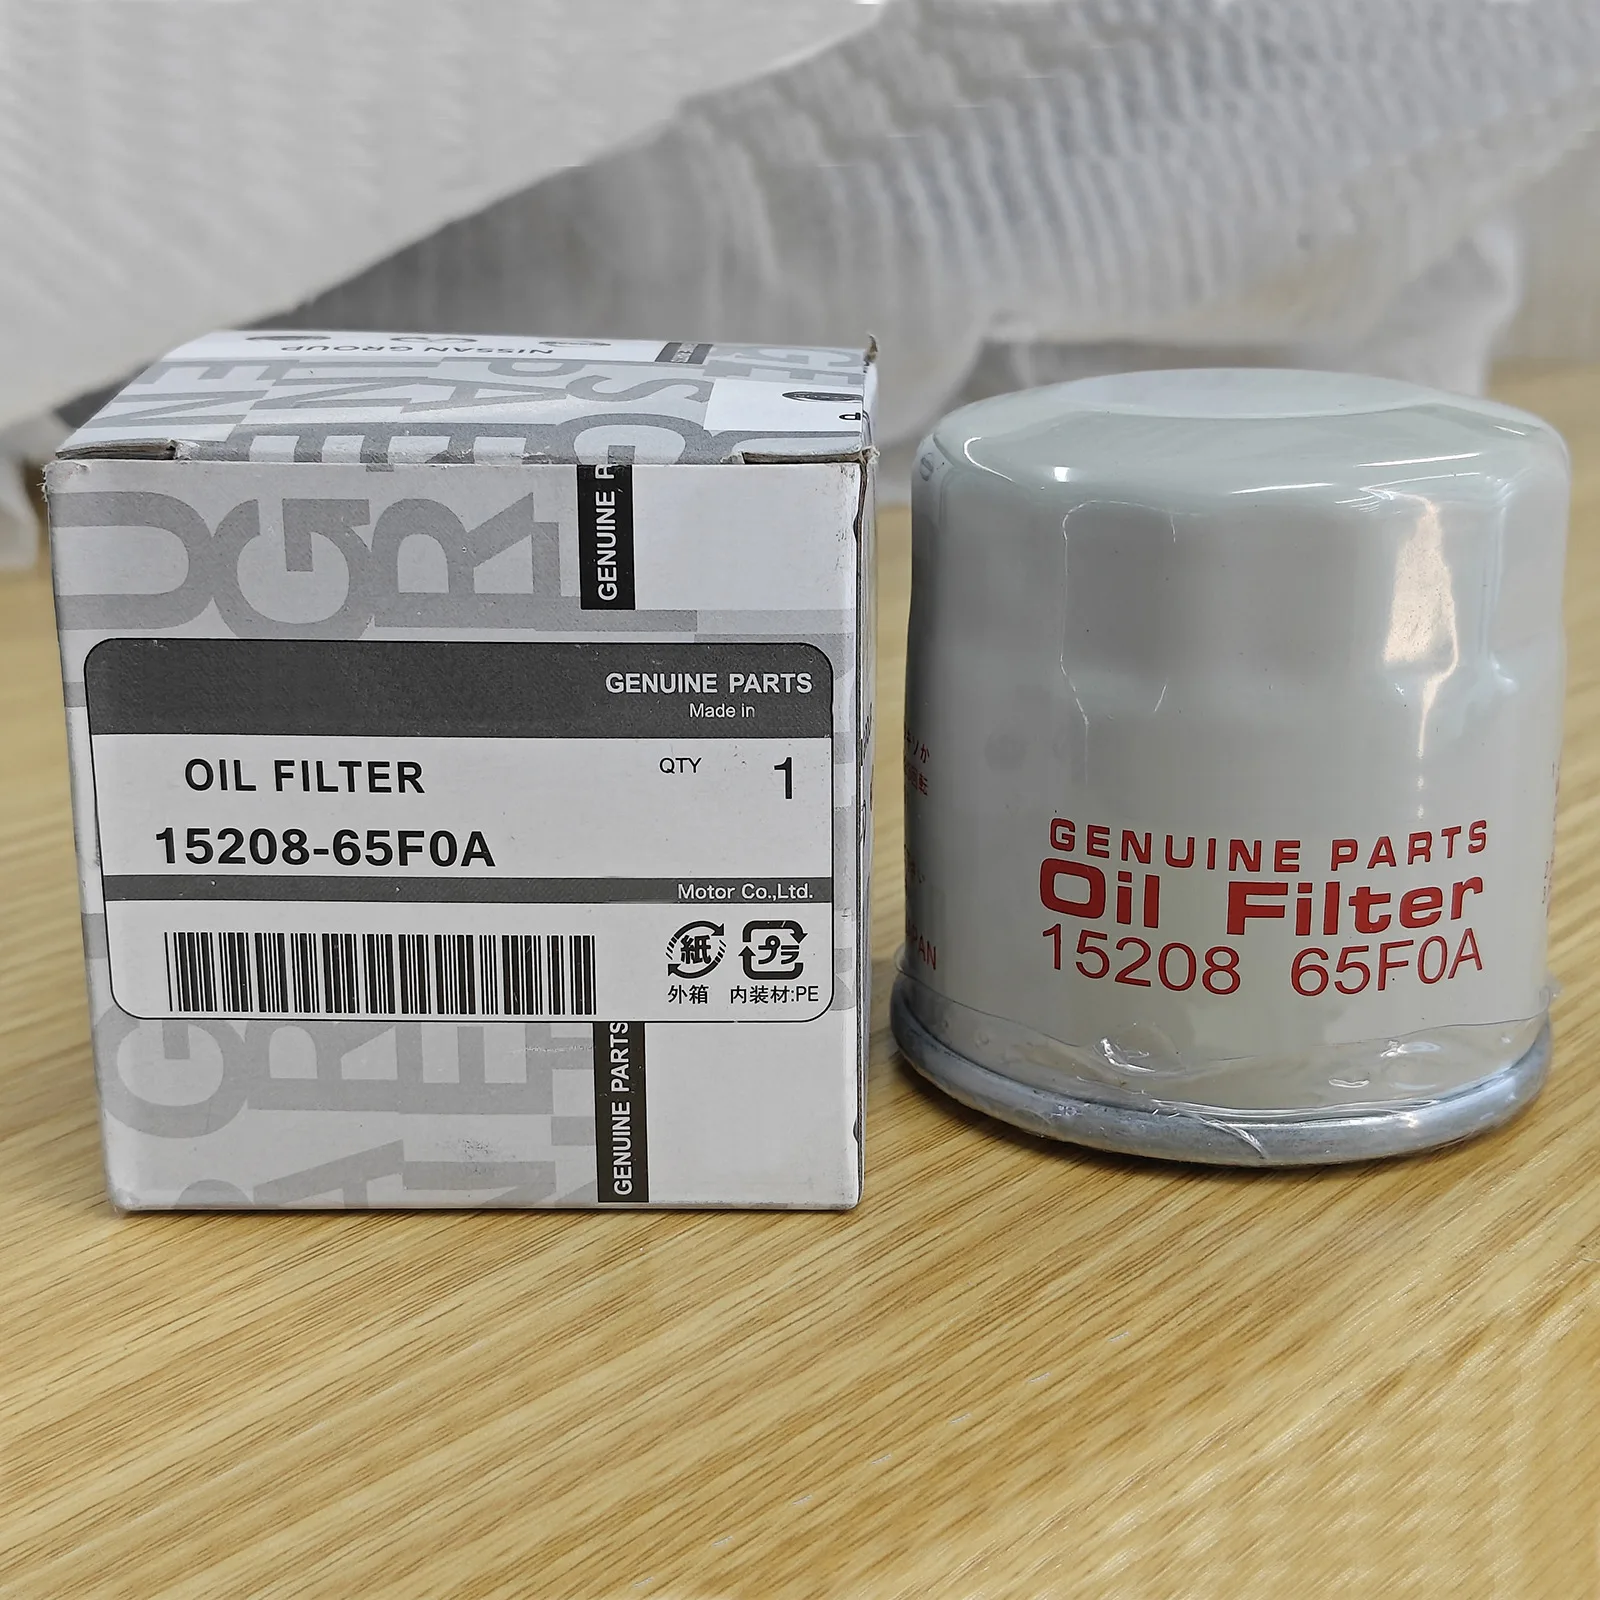 NISSAN GROUP
GENUINE
GENUINE PARTS
Made in
OIL FILTER
QTY 1
15208-65F0A
Motor Co.,Ltd.
紙 プラ
外箱 内装材:PE
GENUINE PARTS
GENUINE PARTS
Oil Filter
15208 65F0A